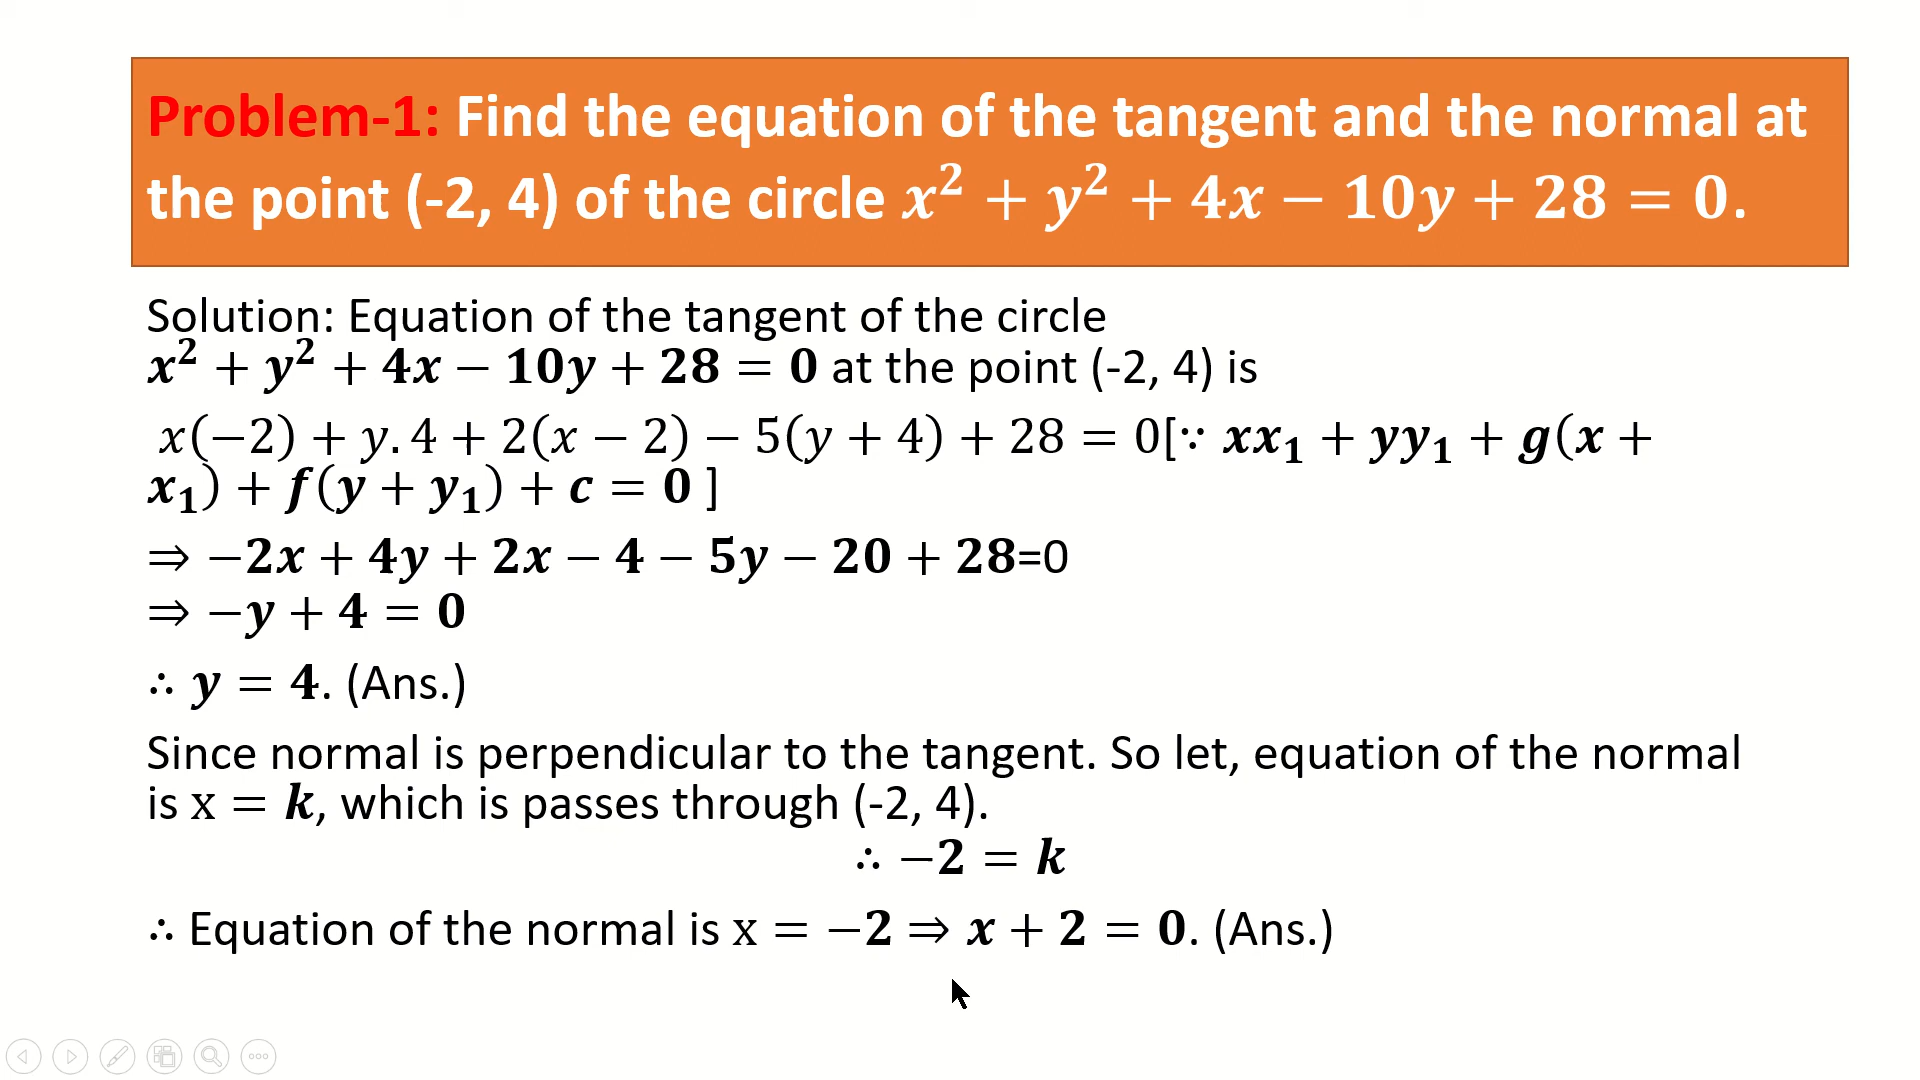 Problem-1: Find the equation of the tangent and the normal at
the point (-2, 4) of the circle x² + y² + 4x − 10y + 28 = 0.
Solution: Equation of the tangent of the circle
x² + y² + 4x − 10y + 28 = 0 at the point (-2, 4) is
x(−2) + y. 4 + 2(x − 2) − 5(y + 4) + 28 = 0[∵ xx₁ + yy₁ + g(x +
x₁) + f(y + y₁) + c = 0 ]
⇒ −2x + 4y + 2x − 4 − 5y − 20 + 28=0
⇒ −y + 4 = 0
∴ y = 4. (Ans.)
Since normal is perpendicular to the tangent. So let, equation of the normal
is x = k, which is passes through (-2, 4).
∴ −2 = k
∴ Equation of the normal is x = −2 ⇒ x + 2 = 0. (Ans.)